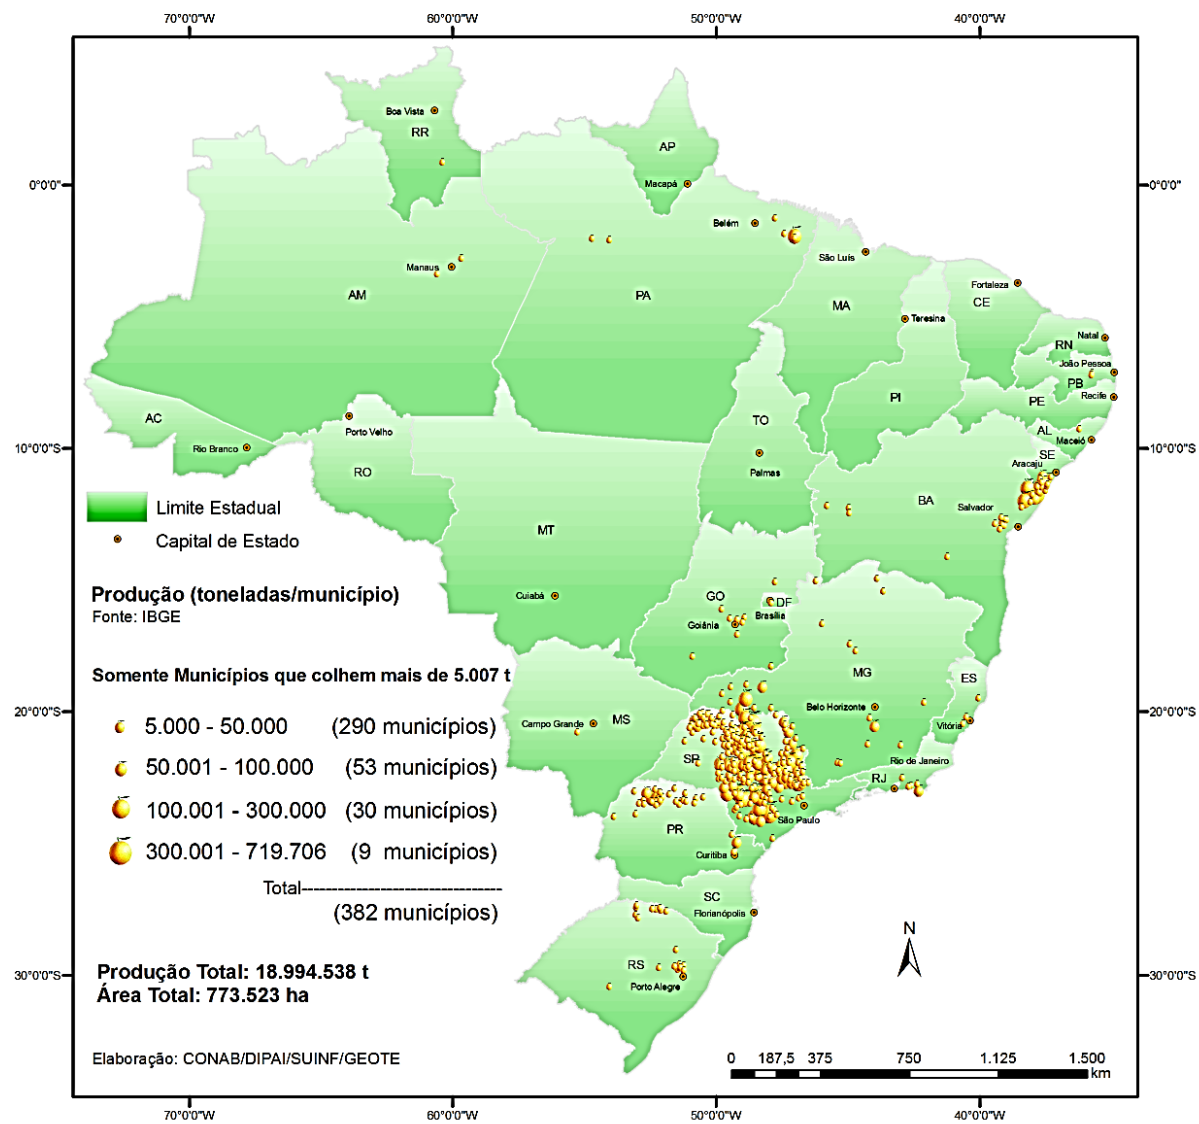 70°0'0"W 60°0'0"W 50°0'0"W 40°0'0"W
Boa Vista
RR
AP
0°0'0" Macapá 0°0'0"
Belém
São Luís
Manaus
Fortaleza
AM PA MA CE
Teresina
Natal
RN
João Pessoa
PB
Recife
PI PE
AC
TO
Porto Velho
AL
Maceió
10°0'0"S Rio Branco 10°0'0"S
SE
Aracaju
RO
Palmas
BA
Salvador
Limite Estadual
MT
Capital de Estado
Produção (toneladas/município)
Fonte: IBGE
Cuiabá
GO
DF
Brasília
Goiânia
Somente Municípios que colhem mais de 5.007 t
MG
ES
5.000 - 50.000 (290 municípios)
Campo Grande
MS
Belo Horizonte
Vitória
20°0'0"S 20°0'0"S
50.001 - 100.000 (53 municípios)
SP
Rio de Janeiro
RJ
100.001 - 300.000 (30 municípios)
São Paulo
PR
300.001 - 719.706 (9 municípios)
Curitiba
Total---------------------------------
(382 municípios)
SC
Florianópolis
N
Produção Total: 18.994.538 t
Área Total: 773.523 ha
RS
Porto Alegre
30°0'0"S 30°0'0"S
Elaboração: CONAB/DIPAI/SUINF/GEOTE
0 187,5 375 750 1.125 1.500
km
70°0'0"W 60°0'0"W 50°0'0"W 40°0'0"W